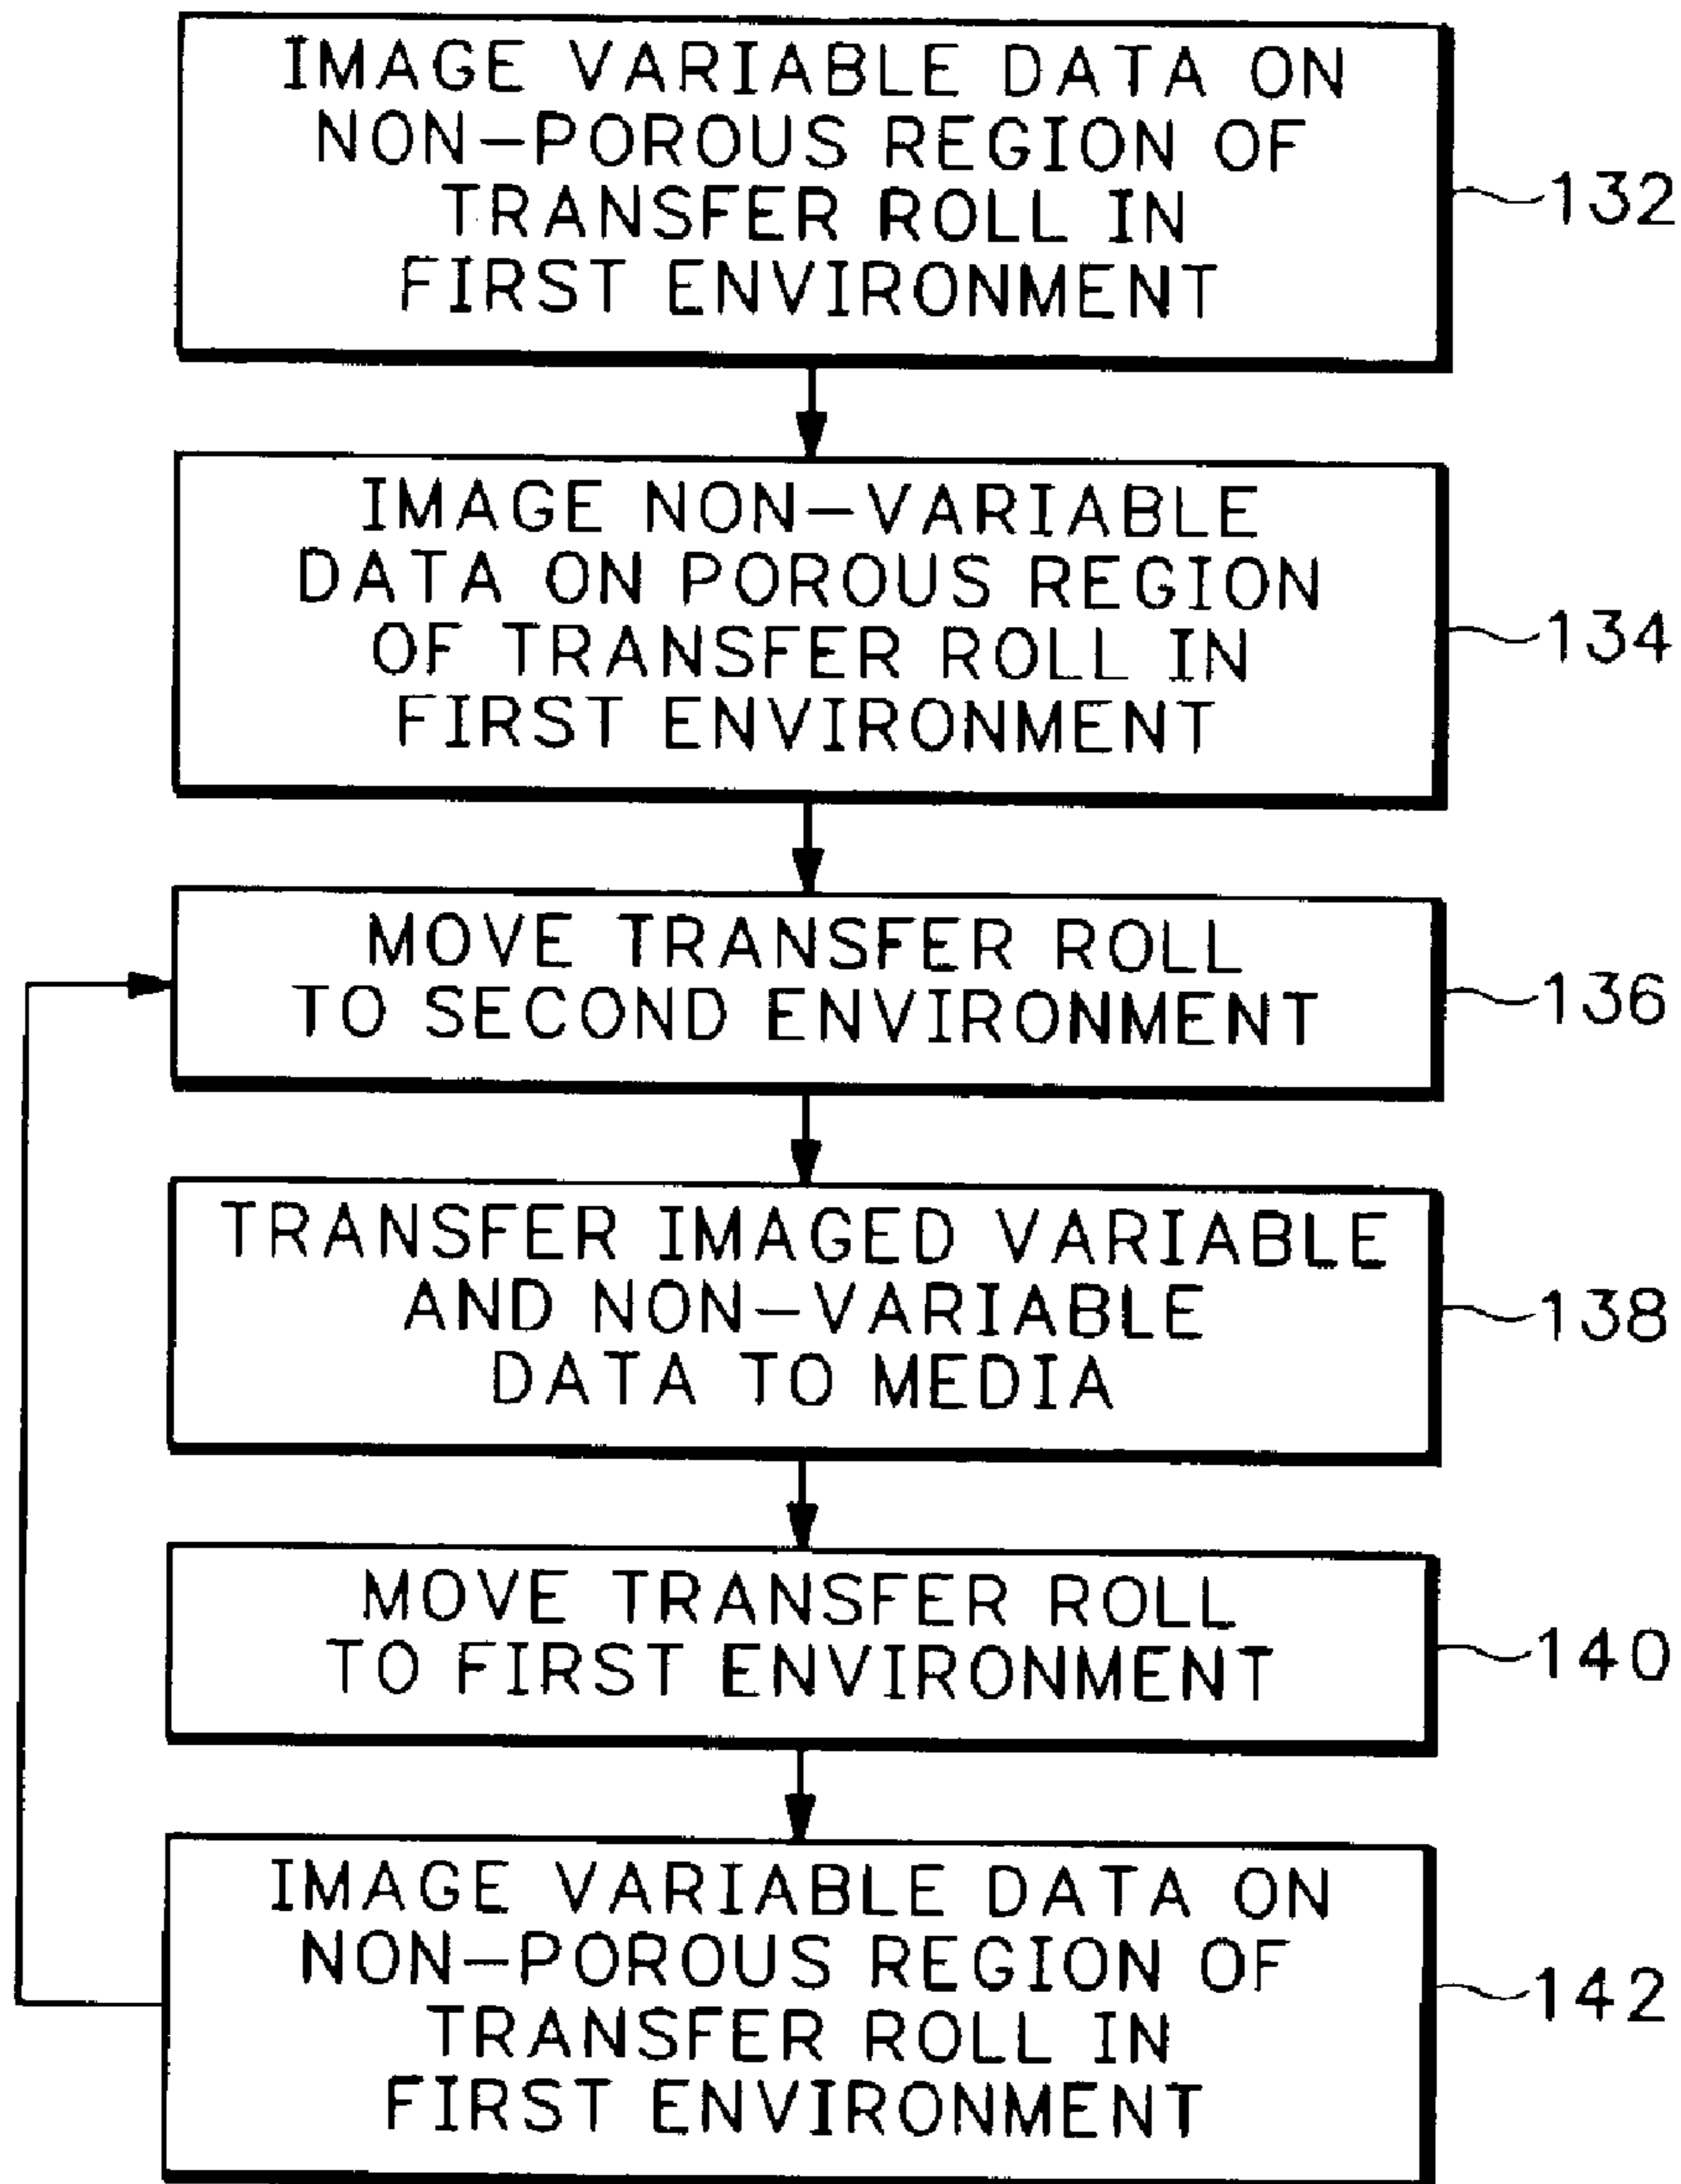 IMAGE VARIABLE DATA ON
NON-POROUS REGION OF
TRANSFER ROLL IN
FIRST ENVIRONMENT
132
IMAGE NON-VARIABLE
DATA ON POROUS REGION
OF TRANSFER ROLL IN
FIRST ENVIRONMENT
134
MOVE TRANSFER ROLL
TO SECOND ENVIRONMENT
136
TRANSFER IMAGED VARIABLE
AND NON-VARIABLE
DATA TO MEDIA
138
MOVE TRANSFER ROLL
TO FIRST ENVIRONMENT
140
IMAGE VARIABLE DATA ON
NON-POROUS REGION OF
TRANSFER ROLL IN
FIRST ENVIRONMENT
142